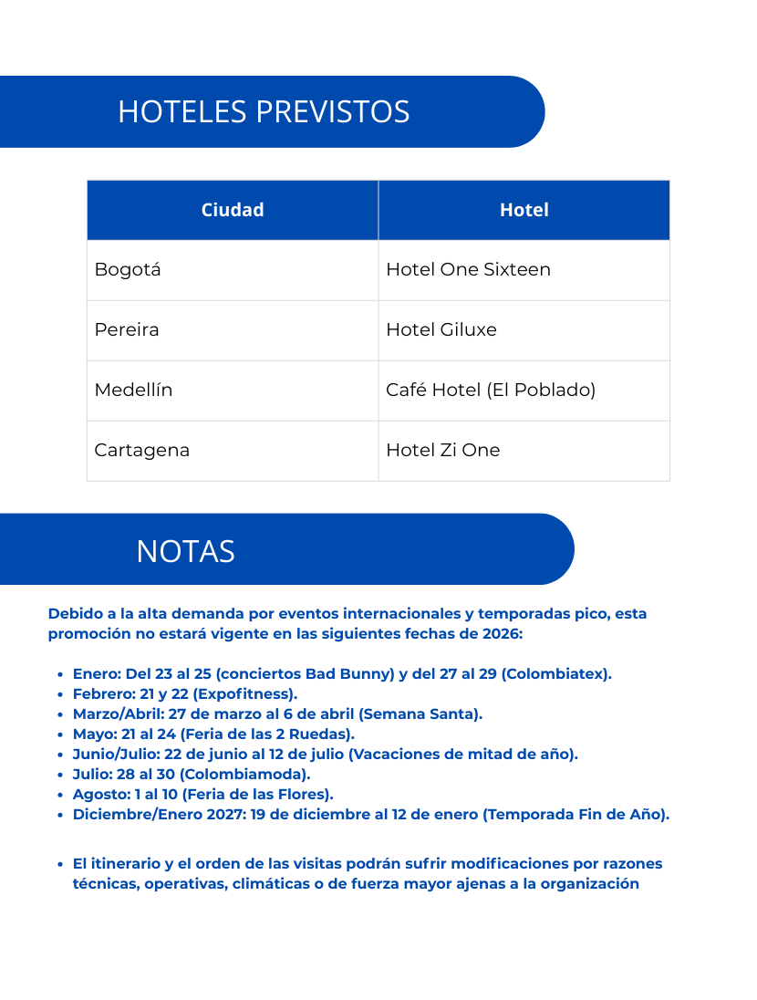 HOTELES PREVISTOS
Ciudad Hotel
Bogotá Hotel One Sixteen
Pereira Hotel Giluxe
Medellín Café Hotel (El Poblado)
Cartagena Hotel Zi One
NOTAS
Debido a la alta demanda por eventos internacionales y temporadas pico, esta
promoción no estará vigente en las siguientes fechas de 2026:
• Enero: Del 23 al 25 (conciertos Bad Bunny) y del 27 al 29 (Colombiatex).
• Febrero: 21 y 22 (Expofitness).
• Marzo/Abril: 27 de marzo al 6 de abril (Semana Santa).
• Mayo: 21 al 24 (Feria de las 2 Ruedas).
• Junio/Julio: 22 de junio al 12 de julio (Vacaciones de mitad de año).
• Julio: 28 al 30 (Colombiamoda).
• Agosto: 1 al 10 (Feria de las Flores).
• Diciembre/Enero 2027: 19 de diciembre al 12 de enero (Temporada Fin de Año).
• El itinerario y el orden de las visitas podrán sufrir modificaciones por razones
técnicas, operativas, climáticas o de fuerza mayor ajenas a la organización